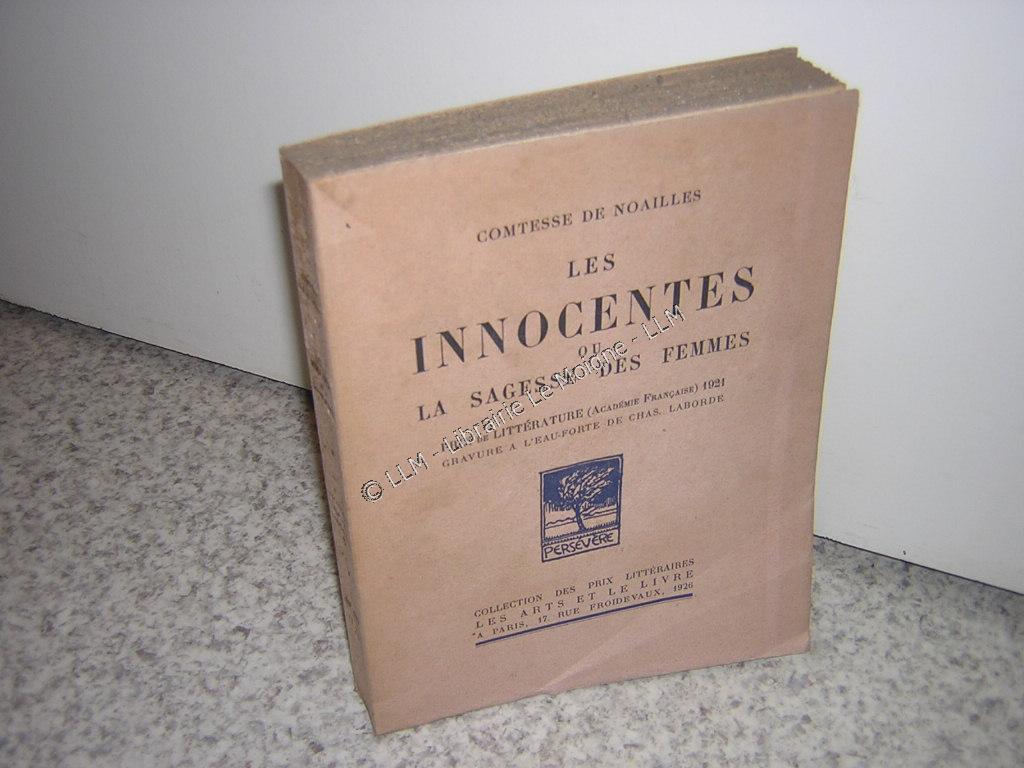 COMTESSE DE NOAILLES
LES
INNOCENTES
OU
LA SAGESSE DES FEMMES
PRIX DE LITTÉRATURE (ACADÉMIE FRANÇAISE) 1921
GRAVURE A L'EAU-FORTE DE CHAS. LABORDE
PERSÉVÈRE
COLLECTION DES PRIX LITTÉRAIRES
LES ARTS ET LE LIVRE
A PARIS, 17, RUE FROIDEVAUX, 1926
© LLM - Librairie Le Moigne - LLM